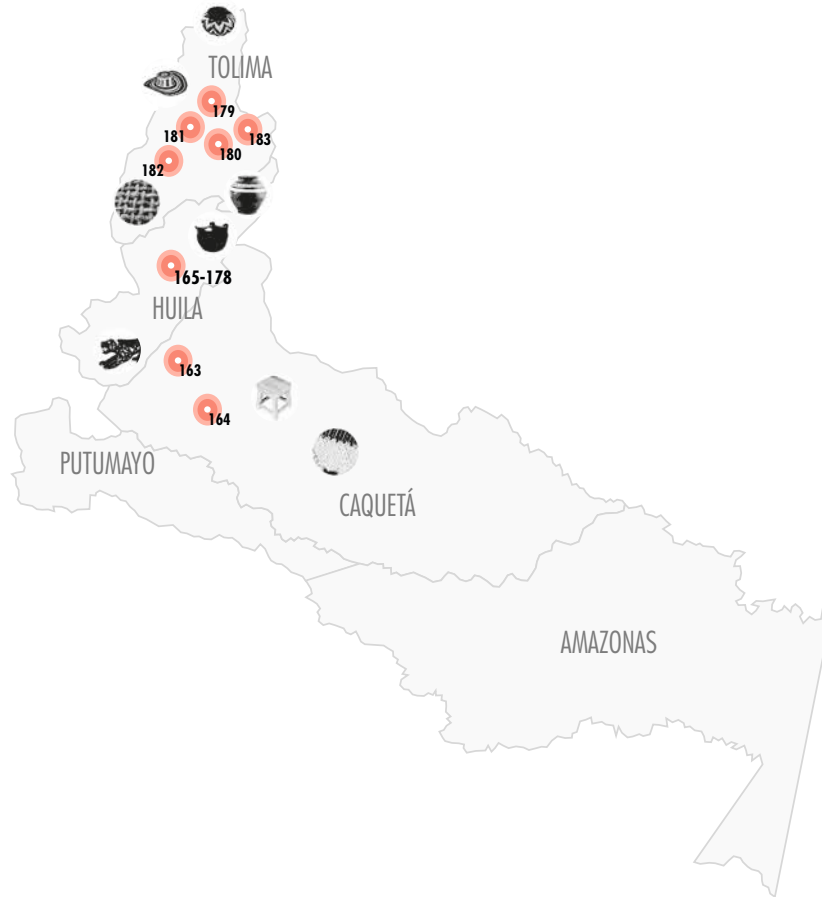 TOLIMA
179
181
183
180
182
165-178
HUILA
163
164
PUTUMAYO
CAQUETÁ
AMAZONAS